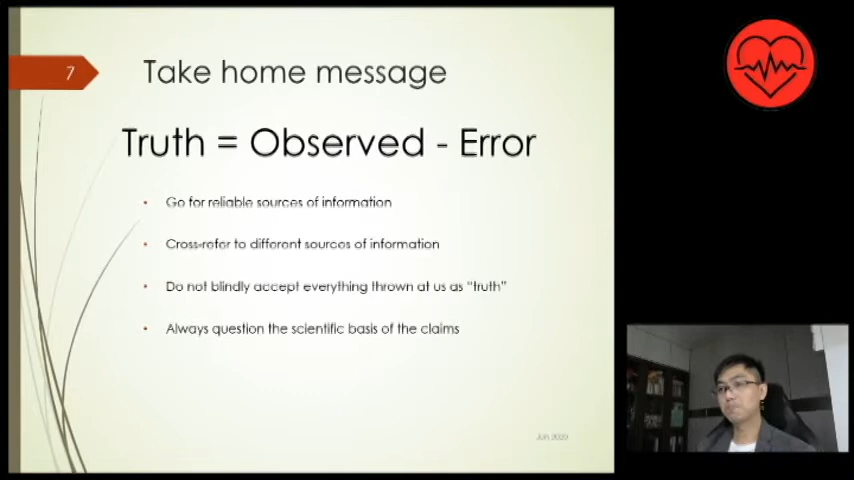 7
Take home message
Truth = Observed - Error
Go for reliable sources of information
Cross-refer to different sources of information
Do not blindly accept everything thrown at us as “truth”
Always question the scientific basis of the claims